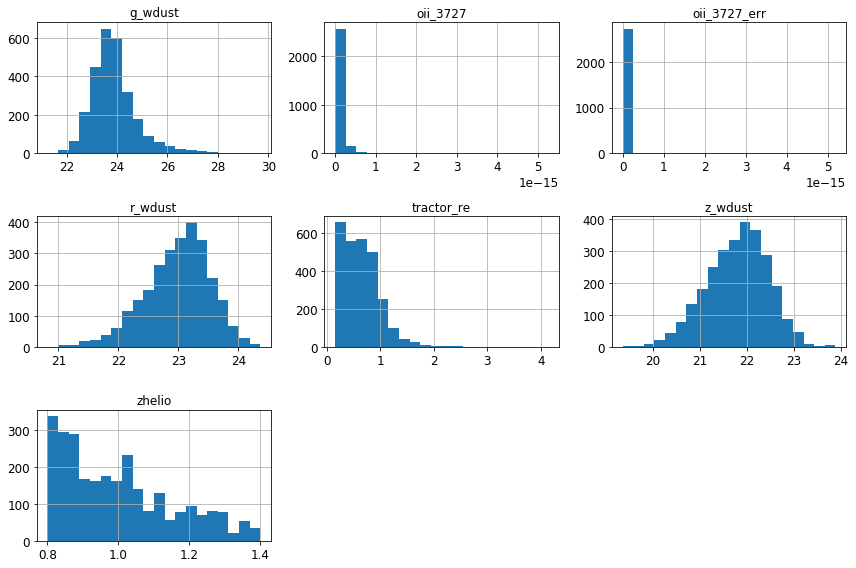 g_wdust
600
400
200
0
22 24 26 28 30
oii_3727
2000
1000
0
0 1 2 3 4 5
1e−15
oii_3727_err
2000
1000
0
0 1 2 3 4 5
1e−15
r_wdust
400
300
200
100
0
21 22 23 24
tractor_re
600
400
200
0
0 1 2 3 4
z_wdust
400
300
200
100
0
20 21 22 23 24
zhelio
300
200
100
0
0.8 1.0 1.2 1.4